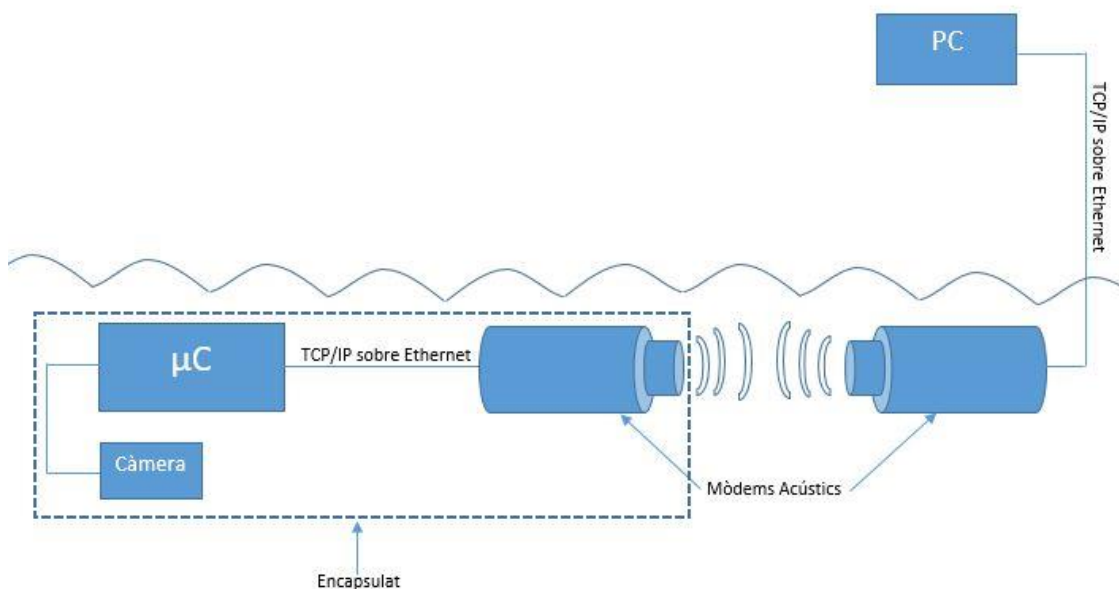 PC
TCP/IP sobre Ethernet
µC
TCP/IP sobre Ethernet
Càmera
Mòdems Acústics
Encapsulat